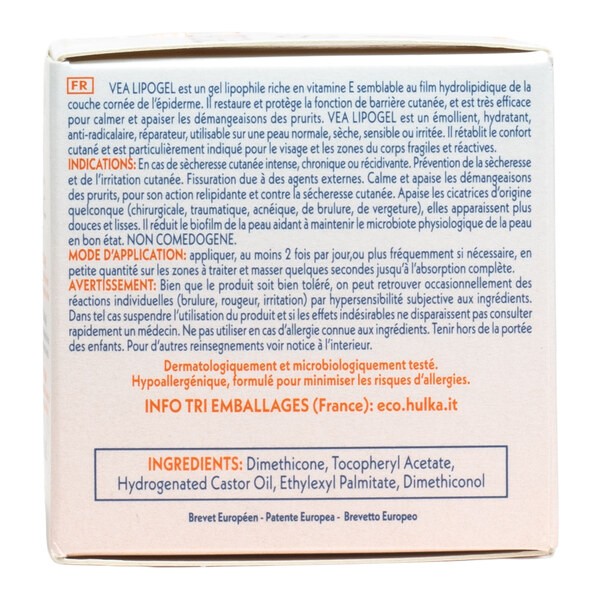 FR VEA LIPOGEL est un gel lipophile riche en vitamine E semblable au film hydrolipidique de la
couche cornée de l'épiderme. Il restaure et protège la fonction de barrière cutanée, et est très efficace
pour calmer et apaiser les démangeaisons des prurits. VEA LIPOGEL est un émollient, hydratant,
anti-radicalaire, réparateur, utilisable sur une peau normale, sèche, sensible ou irritée. Il rétablit le confort
cutané et est particulièrement indiqué pour le visage et les zones du corps fragiles et réactives.
INDICATIONS: En cas de sècheresse cutanée intense, chronique ou récidivante. Prévention de la sècheresse
et de l'irritation cutanée. Fissuration due à des agents externes. Calme et apaise les démangeaisons
des prurits, pour son action relipidante et contre la sécheresse cutanée. Apaise les cicatrices d'origine
quelconque (chirurgicale, traumatique, acnéique, de brulure, de vergeture), elles apparaissent plus
douces et lisses. Il réduit le biofilm de la peau aidant à maintenir le microbiote physiologique de la peau
en bon état. NON COMEDOGENE.
MODE D'APPLICATION: appliquer, au moins 2 fois par jour,ou plus fréquemment si nécessaire, en
petite quantité sur les zones à traiter et masser quelques secondes jusqu'à l'absorption complète.
AVERTISSEMENT: Bien que le produit soit bien toléré, on peut retrouver occasionnellement des
réactions individuelles (brulure, rougeur, irritation) par hypersensibilité subjective aux ingrédients.
Dans tel cas suspendre l'utilisation du produit et si les effets indésirables ne disparaissent pas consulter
rapidement un médecin. Ne pas utiliser en cas d'allergie connue aux ingrédients. Tenir hors de la portée
des enfants. Pour d'autres reinsegnements voir notice à l'interieur.
Dermatologiquement et microbiologiquement testé.
Hypoallergénique, formulé pour minimiser les risques d'allergies.
INFO TRI EMBALLAGES (France): eco.hulka.it
INGREDIENTS: Dimethicone, Tocopheryl Acetate,
Hydrogenated Castor Oil, Ethylexyl Palmitate, Dimethiconol
Brevet Européen - Patente Europea - Brevetto Europeo